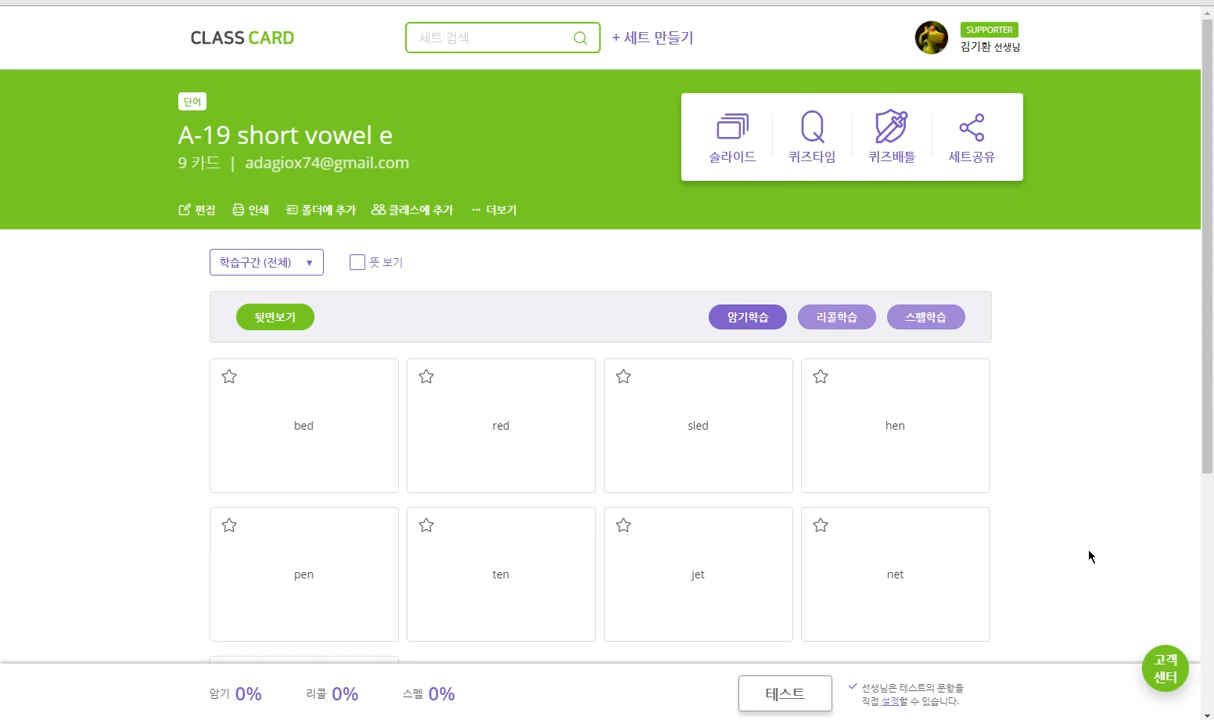 CLASS CARD
세트 검색
+ 세트 만들기
SUPPORTER
김기환 선생님
단어
A-19 short vowel e
9 카드 | adagiox74@gmail.com
슬라이드 퀴즈타임 퀴즈배틀 세트공유
편집 인쇄 폴더에 추가 클래스에 추가 ··· 더보기
학습구간 (전체) ▼ 뜻 보기
뒷면보기 암기학습 리콜학습 스펠학습
bed red sled hen
pen ten jet net
고객
센터
암기 0% 리콜 0% 스펠 0%
테스트
선생님은 테스트의 문항을
직접 설정할 수 있습니다.